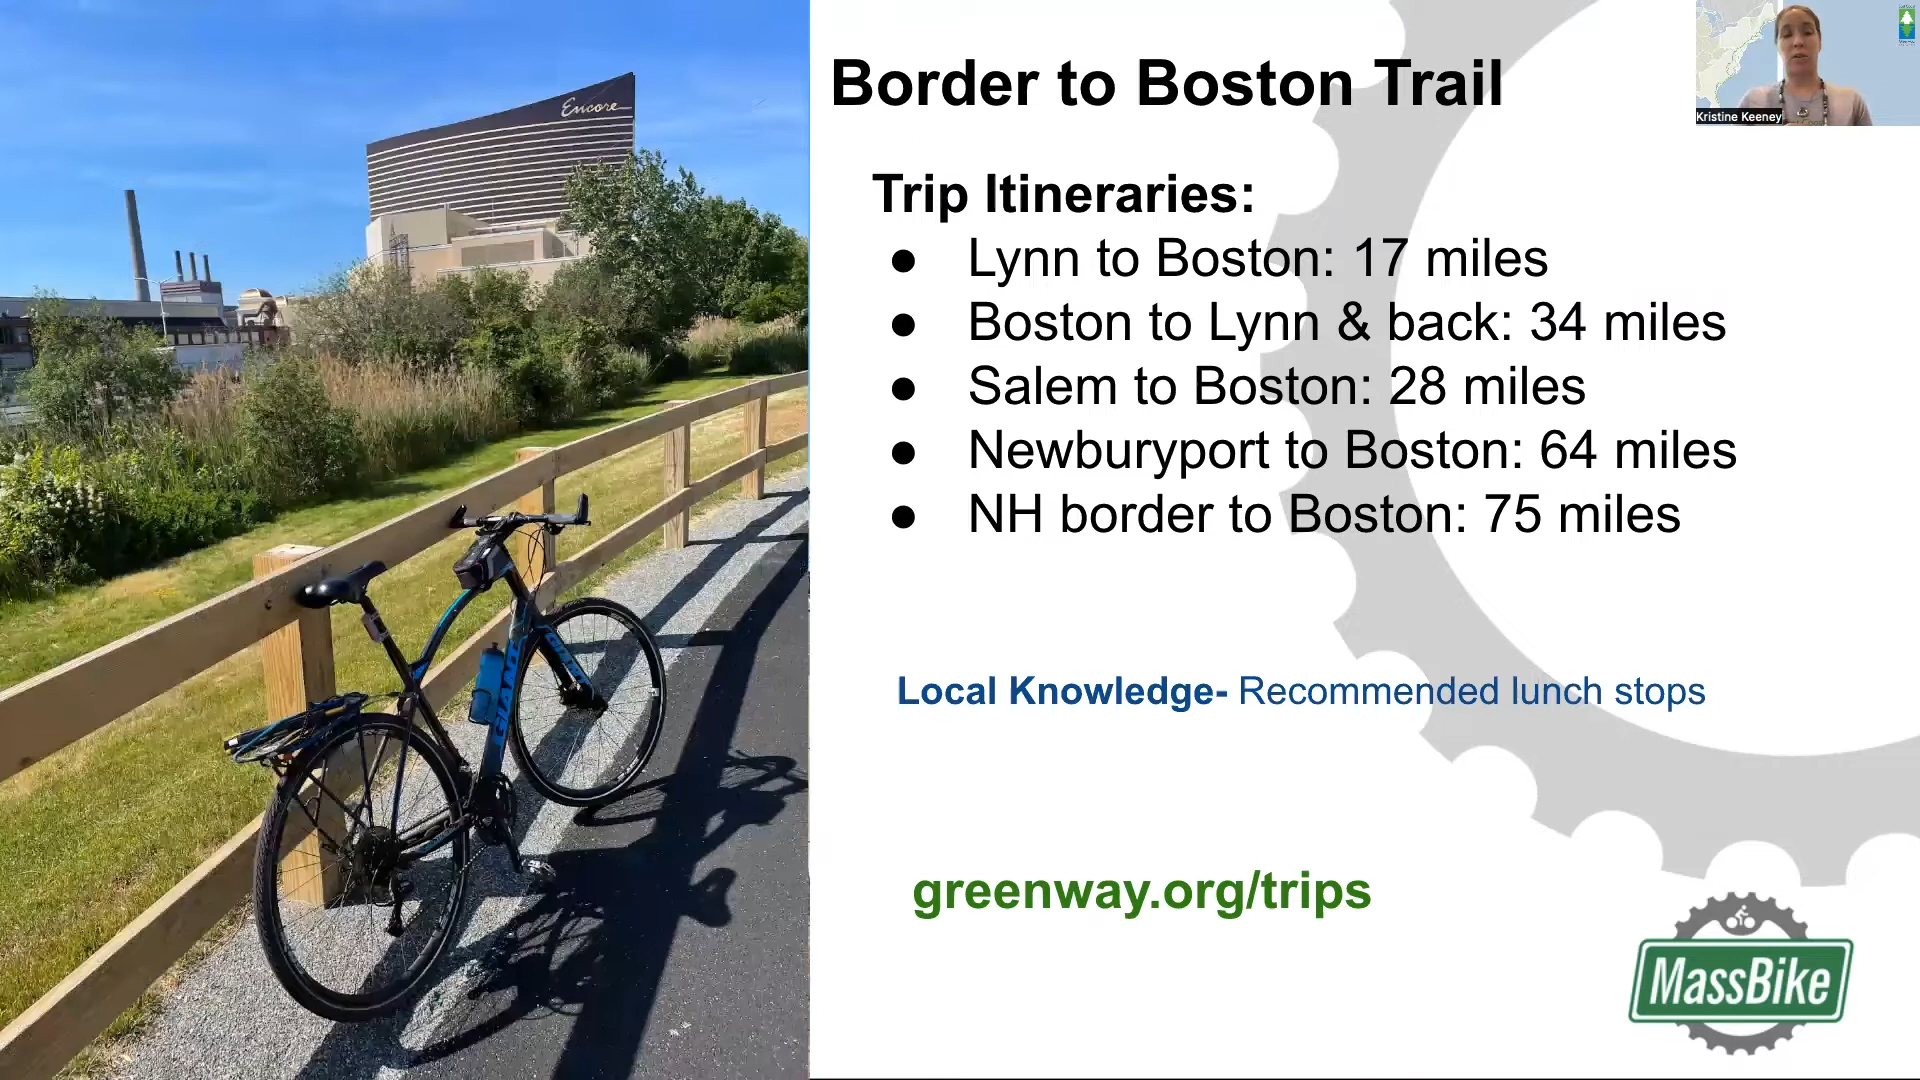 Encore
Border to Boston Trail
Kristine Keeney
Trip Itineraries:
● Lynn to Boston: 17 miles
● Boston to Lynn & back: 34 miles
● Salem to Boston: 28 miles
● Newburyport to Boston: 64 miles
● NH border to Boston: 75 miles
GIANT
Local Knowledge- Recommended lunch stops
greenway.org/trips
MassBike